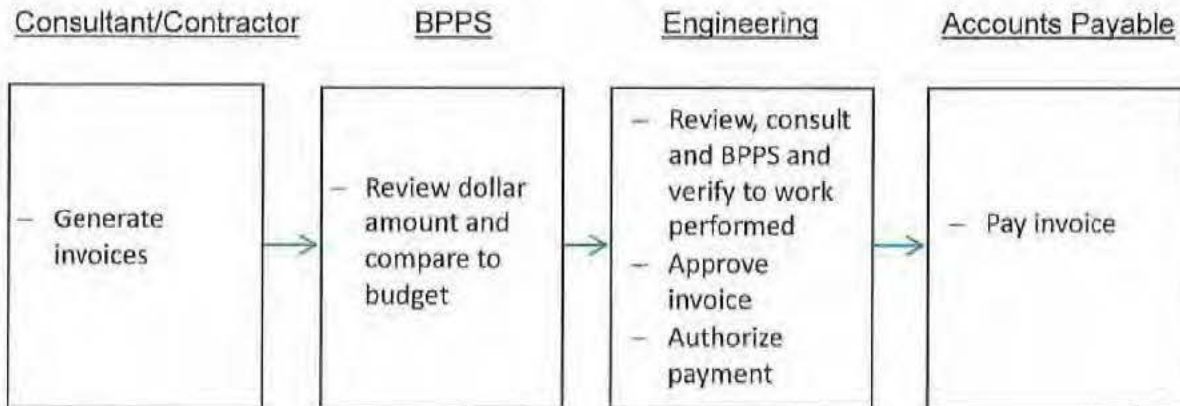 Consultant/Contractor
BPPS
Engineering
Accounts Payable
– Generate
invoices
– Review dollar
amount and
compare to
budget
– Review, consult
and BPPS and
verify to work
performed
– Approve
invoice
– Authorize
payment
– Pay invoice